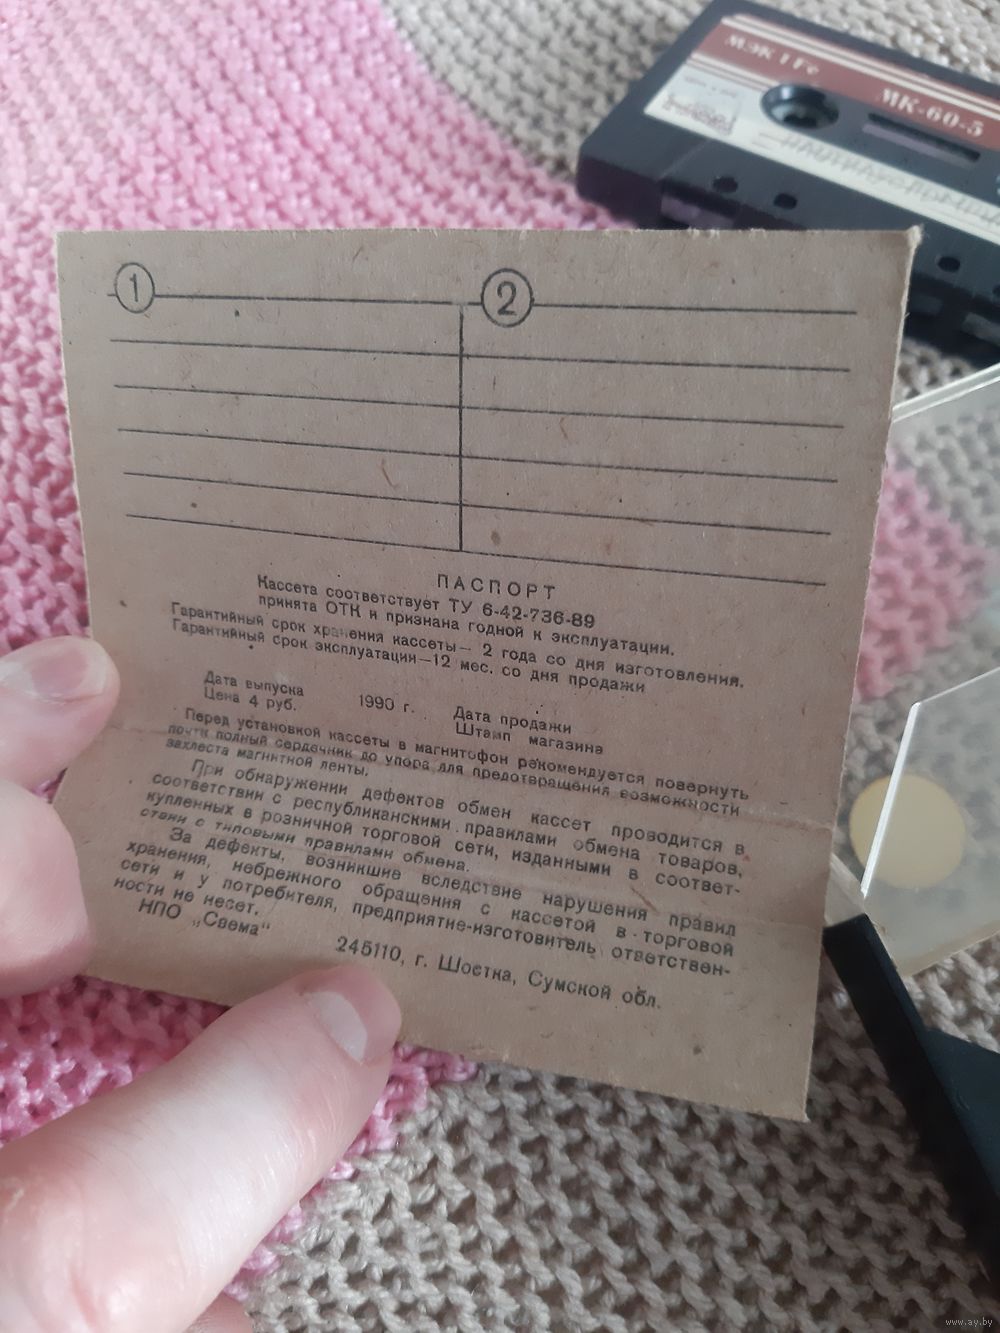 МЭК I Fe
МК-60-5
1
2
ПАСПОРТ
Кассета соответствует ТУ 6-42-736-89
принята ОТК и признана годной к эксплуатации.
Гарантийный срок хранения кассеты— 2 года со дня изготовления.
Гарантийный срок эксплуатации—12 мес. со дня продажи
Дата выпуска 1990 г. Дата продажи
Цена 4 руб. Штамп магазина
Перед установкой кассеты в магнитофон рекомендуется повернуть
почти полный сердечник до упора для предотвращения возможности
захлеста магнитной ленты.
При обнаружении дефектов обмен кассет проводится в
соответствии с республиканскими правилами обмена товаров,
купленных в розничной торговой сети, изданными в соответ-
ствии с типовыми правилами обмена.
За дефекты, возникшие вследствие нарушения правил
хранения, небрежного обращения с кассетой в торговой
сети и у потребителя, предприятие-изготовитель ответствен-
ности не несет.
НПО „Свема"
245110, г. Шостка, Сумской обл.
www.ay.by